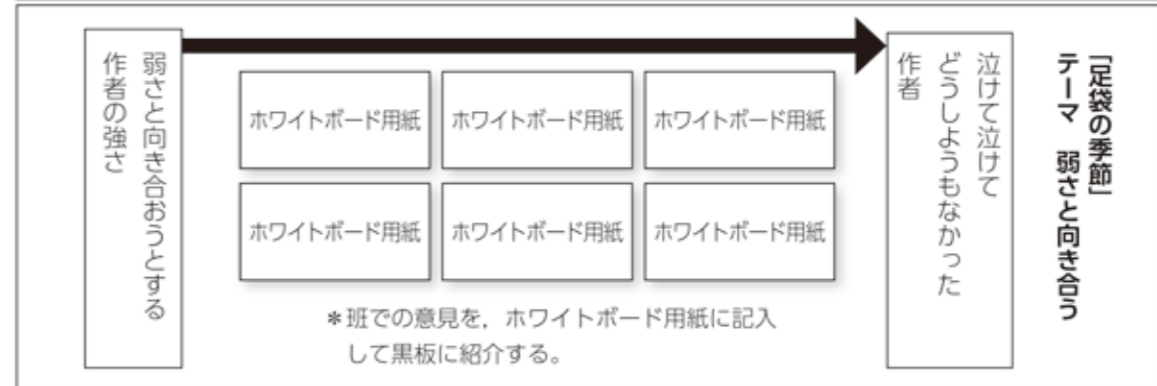 「足袋の季節」
テーマ　弱さと向き合う
泣けて泣けて
どうしようもなかった
作者
ホワイトボード用紙
ホワイトボード用紙
ホワイトボード用紙
ホワイトボード用紙
ホワイトボード用紙
ホワイトボード用紙
＊班での意見を，ホワイトボード用紙に記入
して黒板に紹介する。
弱さと向き合おうとする
作者の強さ